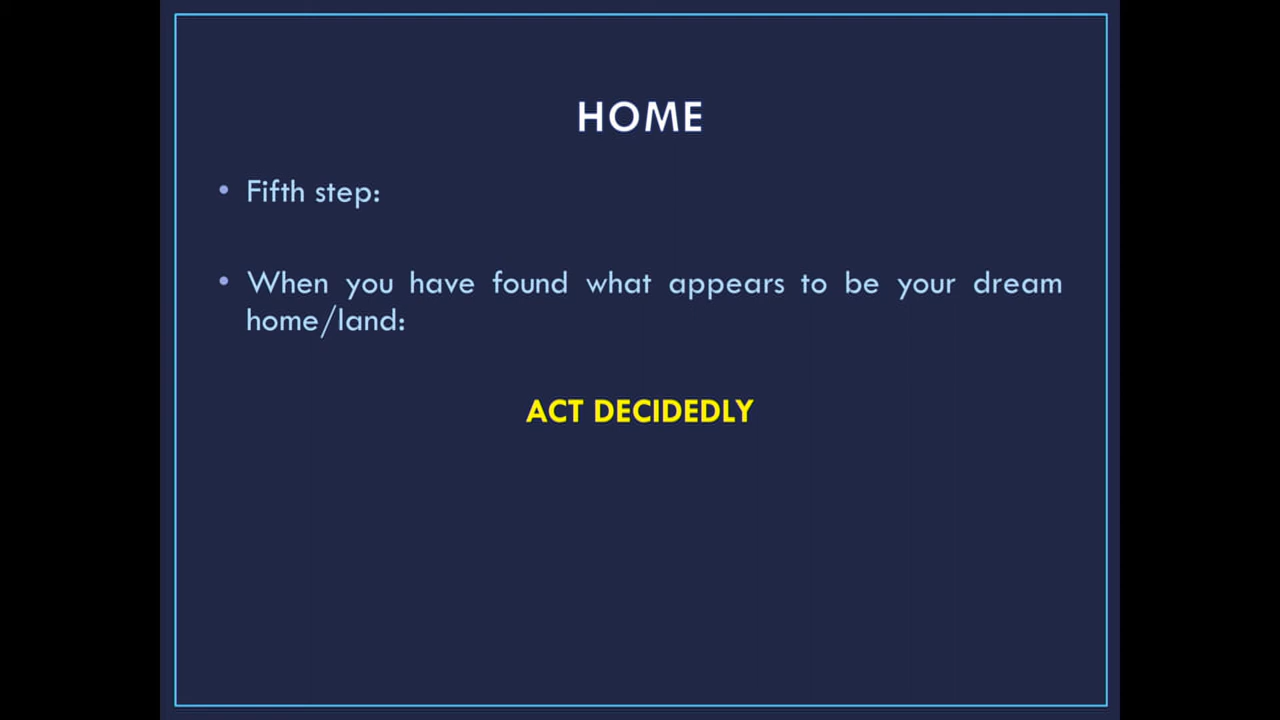 HOME
• Fifth step:
• When you have found what appears to be your dream
home/land:
ACT DECIDEDLY